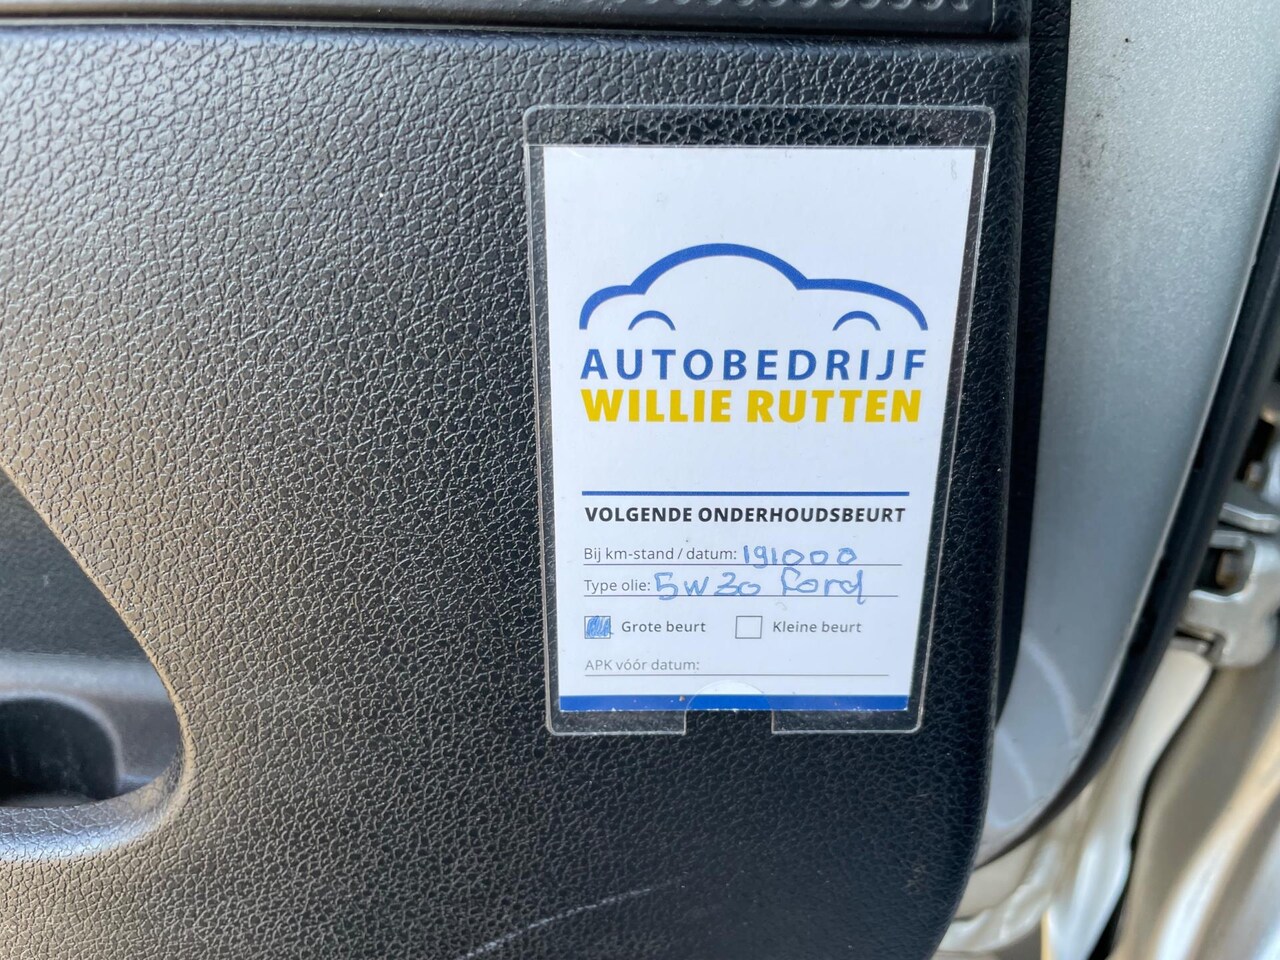 AUTOBEDRIJF
WILLIE RUTTEN
VOLGENDE ONDERHOUDSBEURT
Bij km-stand / datum: 191000
Type olie: 5W30 Ford
Grote beurt Kleine beurt
APK vóór datum: